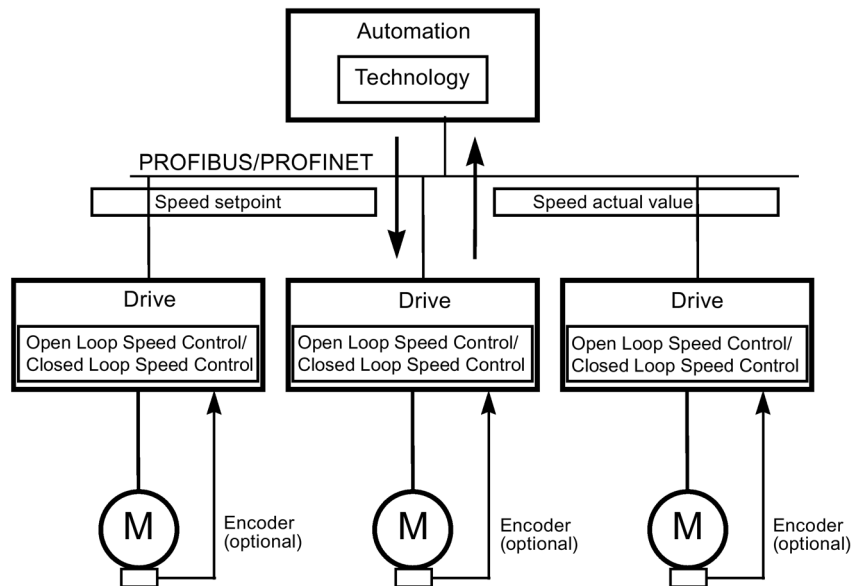 Automation
Technology
PROFIBUS/PROFINET
Speed setpoint
Speed actual value
Drive
Open Loop Speed Control/
Closed Loop Speed Control
Drive
Open Loop Speed Control/
Closed Loop Speed Control
Drive
Open Loop Speed Control/
Closed Loop Speed Control
M
Encoder
(optional)
M
Encoder
(optional)
M
Encoder
(optional)